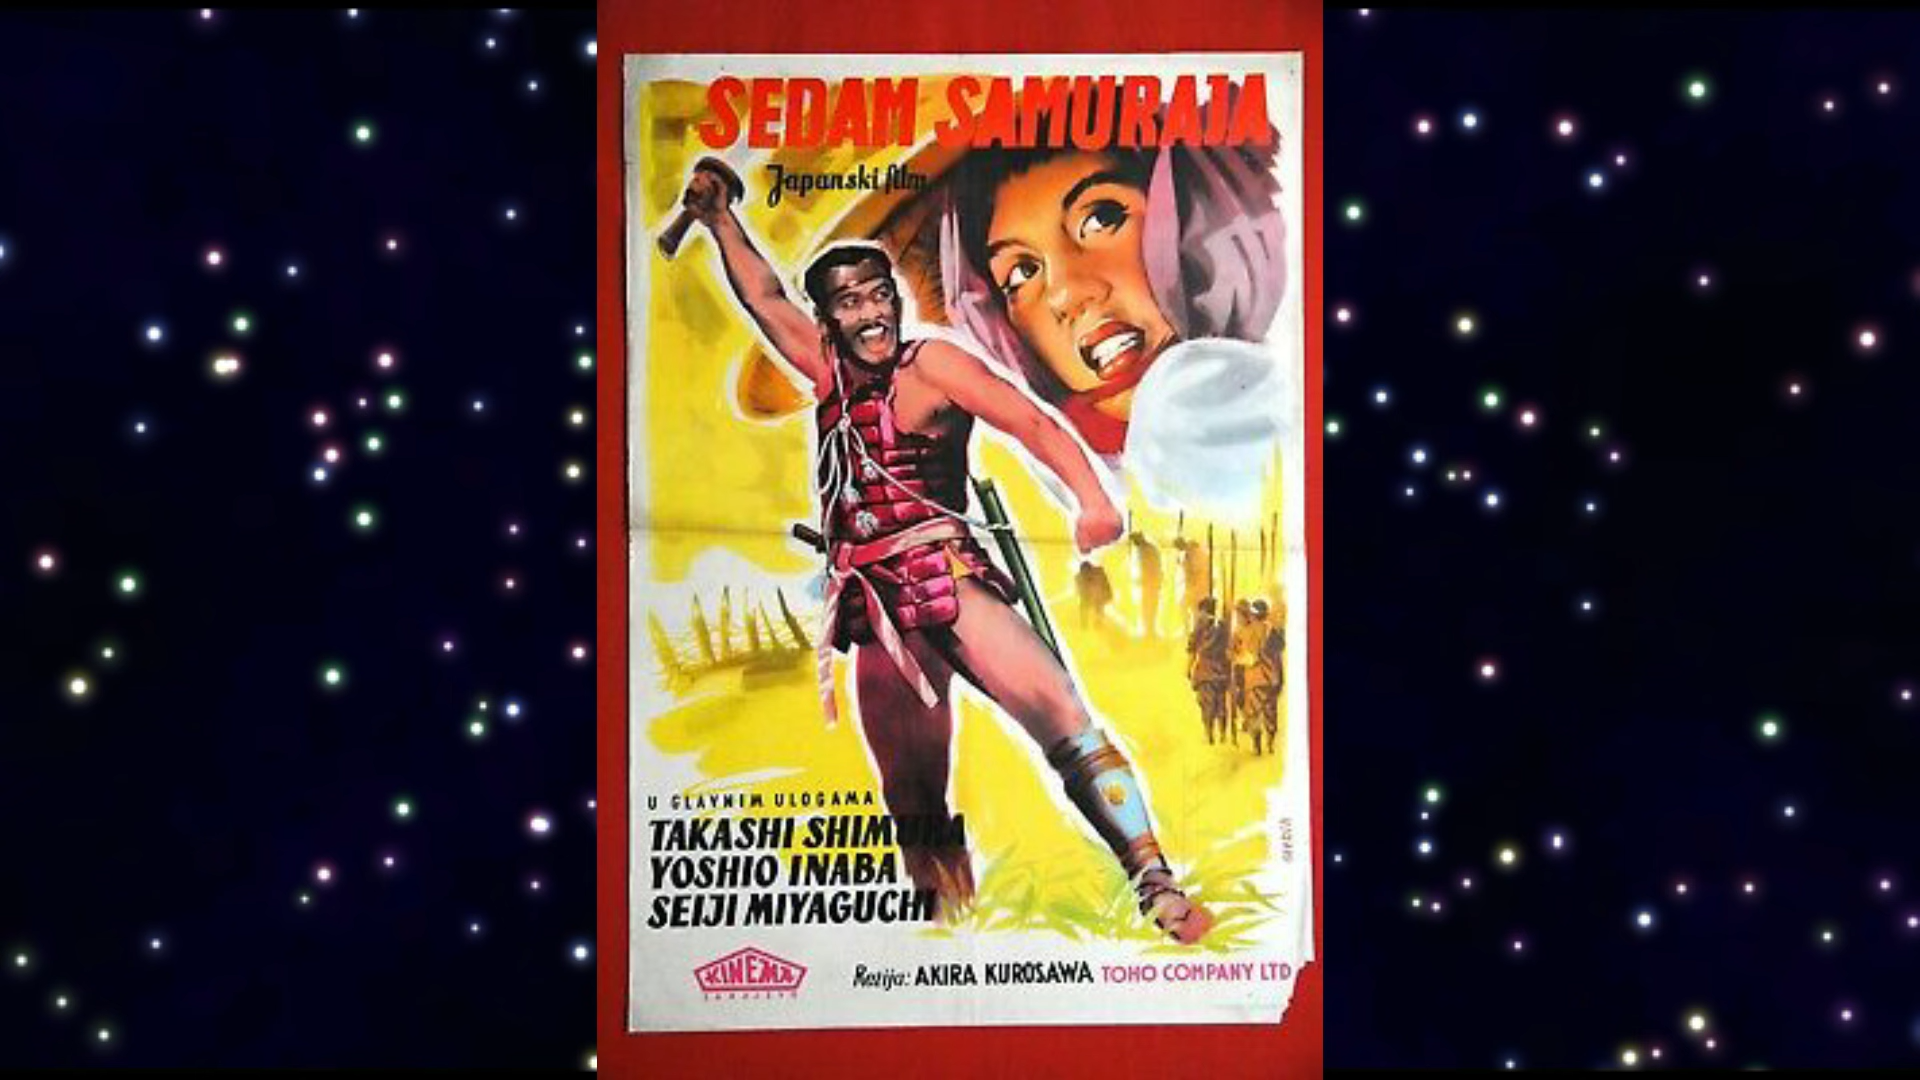 SEDAM SAMURAJA
Japanski film
U GLAVNIM ULOGAMA
TAKASHI SHIMURA
YOSHIO INABA
SEIJI MIYAGUCHI
KINEMA
SARAJEVO
Režija: AKIRA KUROSAWA TOHO COMPANY LTD